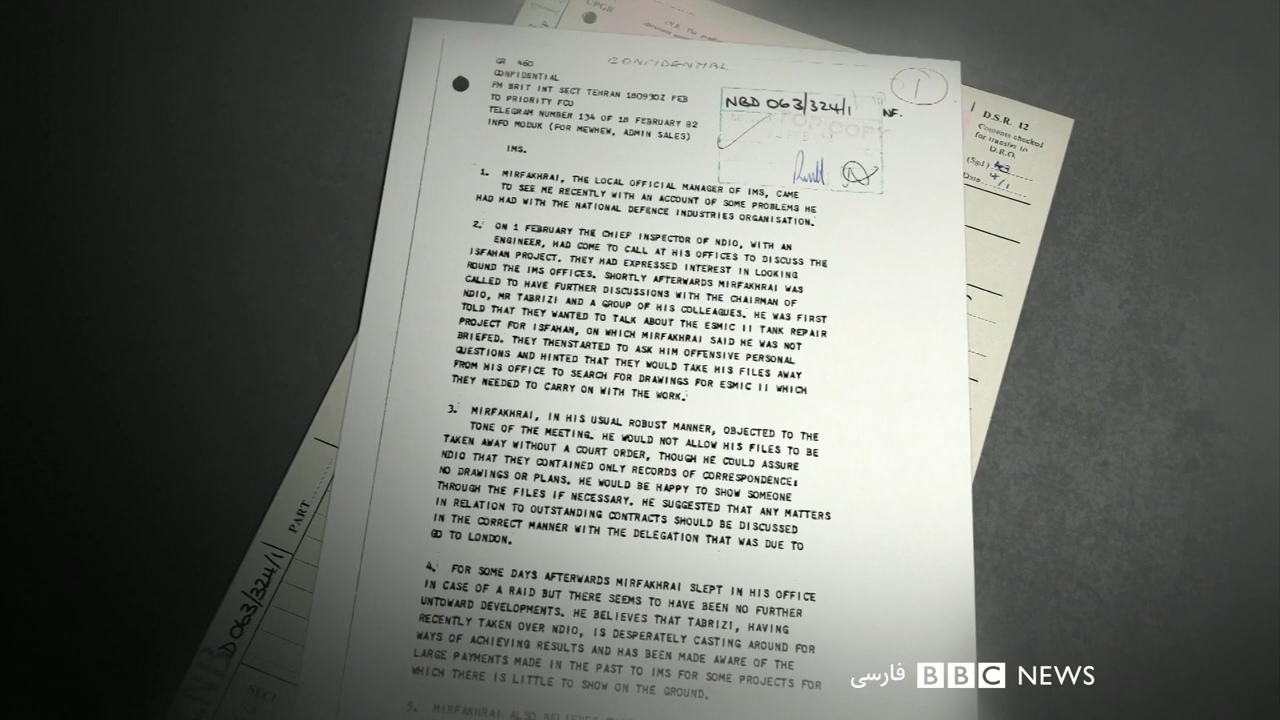 CONFIDENTIAL
1
GR 460
CONFIDENTIAL
FM BRIT INT SECT TEHRAN 180930Z FEB
TO PRIORITY FCO
TELEGRAM NUMBER 134 OF 18 FEBRUARY 82
INFO MODUK (FOR MEWHEW, ADMIN SALES)
NBD 063/324/1 NF.
TOP COPY
IMS.
1. MIRFAKHRAI, THE LOCAL OFFICIAL MANAGER OF IMS, CAME
TO SEE ME RECENTLY WITH AN ACCOUNT OF SOME PROBLEMS HE
HAD HAD WITH THE NATIONAL DEFENCE INDUSTRIES ORGANISATION.
2. ON 1 FEBRUARY THE CHIEF INSPECTOR OF NDIO, WITH AN
ENGINEER, HAD COME TO CALL AT HIS OFFICES TO DISCUSS THE
ISFAHAN PROJECT. THEY HAD EXPRESSED INTEREST IN LOOKING
ROUND THE IMS OFFICES. SHORTLY AFTERWARDS MIRFAKHRAI WAS
CALLED TO HAVE FURTHER DISCUSSIONS WITH THE CHAIRMAN OF
NDIO, MR TABRIZI AND A GROUP OF HIS COLLEAGUES. HE WAS FIRST
TOLD THAT THEY WANTED TO TALK ABOUT THE ESMIC II TANK REPAIR
PROJECT FOR ISFAHAN, ON WHICH MIRFAKHRAI SAID HE WAS NOT
BRIEFED. THEY THENSTARTED TO ASK HIM OFFENSIVE PERSONAL
QUESTIONS AND HINTED THAT THEY WOULD TAKE HIS FILES AWAY
FROM HIS OFFICE TO SEARCH FOR DRAWINGS FOR ESMIC II WHICH
THEY NEEDED TO CARRY ON WITH THE WORK.
3. MIRFAKHRAI, IN HIS USUAL ROBUST MANNER, OBJECTED TO THE
TONE OF THE MEETING. HE WOULD NOT ALLOW HIS FILES TO BE
TAKEN AWAY WITHOUT A COURT ORDER, THOUGH HE COULD ASSURE
NDIO THAT THEY CONTAINED ONLY RECORDS OF CORRESPONDENCE:
NO DRAWINGS OR PLANS. HE WOULD BE HAPPY TO SHOW SOMEONE
THROUGH THE FILES IF NECESSARY. HE SUGGESTED THAT ANY MATTERS
IN RELATION TO OUTSTANDING CONTRACTS SHOULD BE DISCUSSED
IN THE CORRECT MANNER WITH THE DELEGATION THAT WAS DUE TO
GO TO LONDON.
4. FOR SOME DAYS AFTERWARDS MIRFAKHRAI SLEPT IN HIS OFFICE
IN CASE OF A RAID BUT THERE SEEMS TO HAVE BEEN NO FURTHER
UNTOWARD DEVELOPMENTS. HE BELIEVES THAT TABRIZI, HAVING
RECENTLY TAKEN OVER NDIO, IS DESPERATELY CASTING AROUND FOR
WAYS OF ACHIEVING RESULTS AND HAS BEEN MADE AWARE OF THE
LARGE PAYMENTS MADE IN THE PAST TO IMS FOR SOME PROJECTS FOR
WHICH THERE IS LITTLE TO SHOW ON THE GROUND.
5. MIRFAKHRAI ALSO BELIEVES
D.S.R. 12
Contents checked
for transfer to
D.R.O.
(Sgd)
Date 4/1
PART
D 063/324/1
SECT
فارسی BBC NEWS